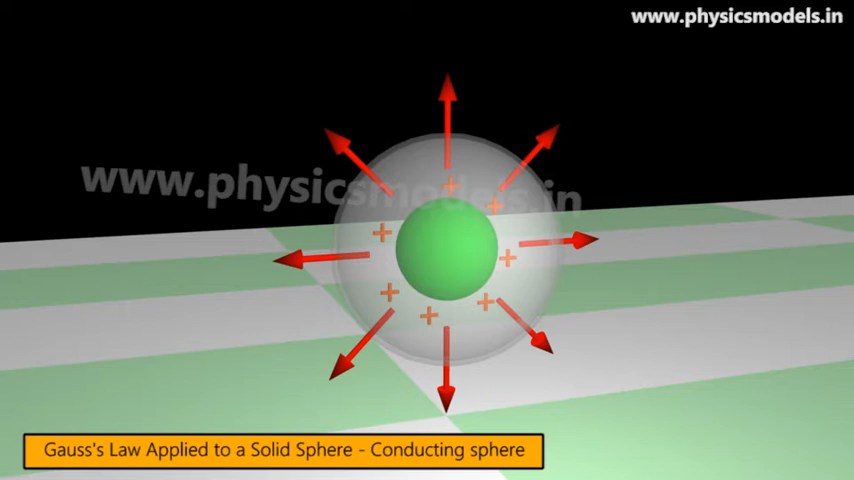 www.physicsmodels.in
www.physicsmodels.in
Gauss's Law Applied to a Solid Sphere - Conducting sphere